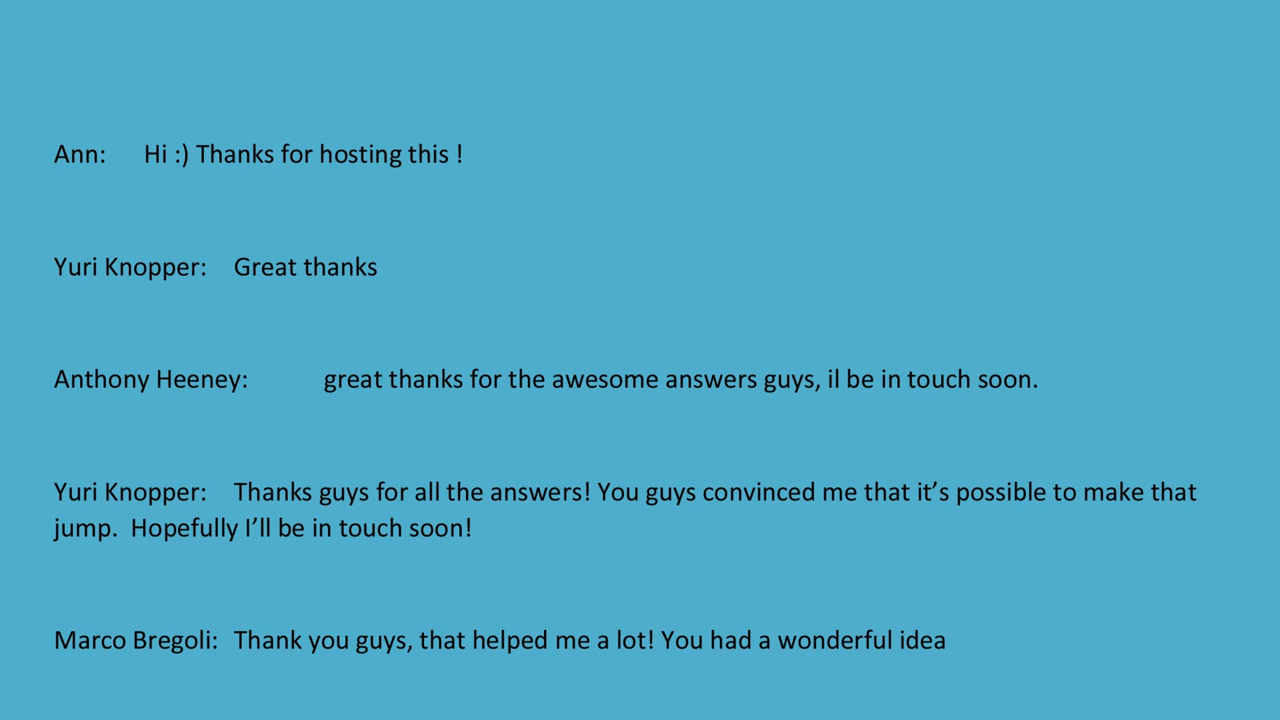 Ann: Hi :) Thanks for hosting this !
Yuri Knopper: Great thanks
Anthony Heeney: great thanks for the awesome answers guys, il be in touch soon.
Yuri Knopper: Thanks guys for all the answers! You guys convinced me that it’s possible to make that
jump.  Hopefully I’ll be in touch soon!
Marco Bregoli: Thank you guys, that helped me a lot! You had a wonderful idea